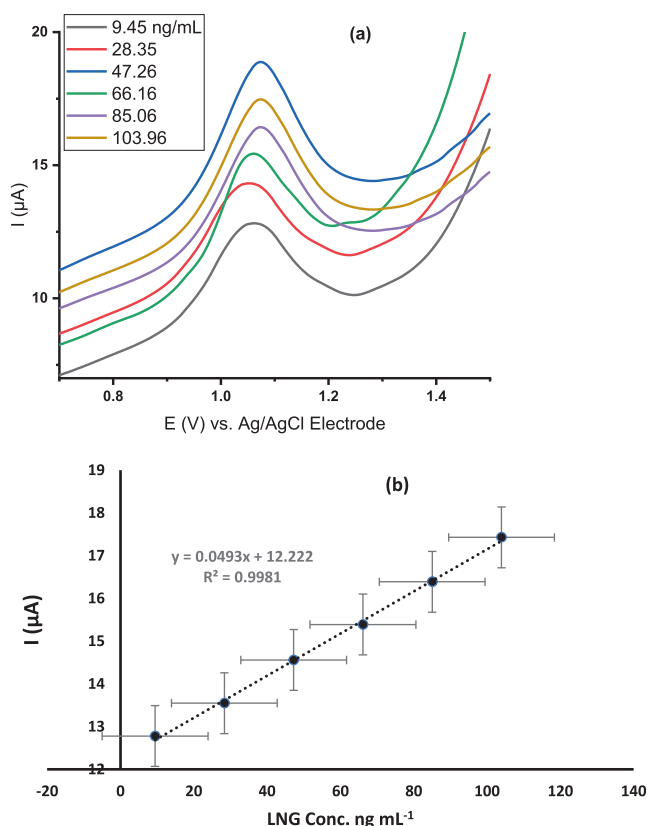 20
15
10
I (µA)
9.45 ng/mL
28.35
47.26
66.16
85.06
103.96
(a)
0.8 1.0 1.2 1.4
E (V) vs. Ag/AgCl Electrode
19
18
17
16
15
14
13
12
I (µA)
(b)
y = 0.0493x + 12.222
R² = 0.9981
-20 0 20 40 60 80 100 120 140
LNG Conc. ng mL⁻¹